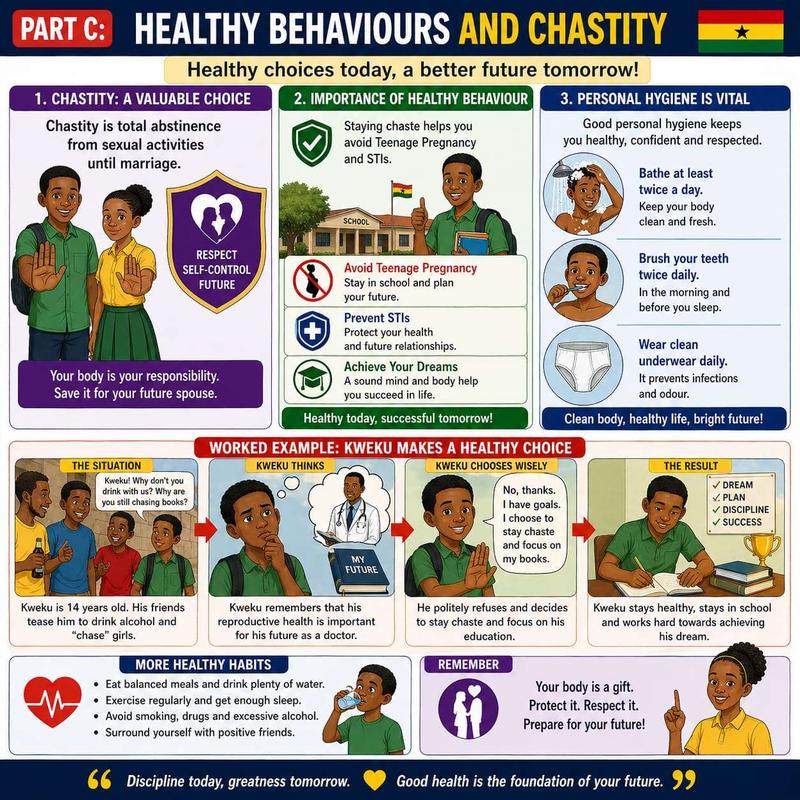 PART C: HEALTHY BEHAVIOURS AND CHASTITY
Healthy choices today, a better future tomorrow!
1. CHASTITY: A VALUABLE CHOICE
Chastity is total abstinence
from sexual activities
until marriage.
RESPECT
SELF-CONTROL
FUTURE
Your body is your responsibility.
Save it for your future spouse.
2. IMPORTANCE OF HEALTHY BEHAVIOUR
Staying chaste helps you
avoid Teenage Pregnancy
and STIs.
SCHOOL
Avoid Teenage Pregnancy
Stay in school and plan
your future.
Prevent STIs
Protect your health
and future relationships.
Achieve Your Dreams
A sound mind and body help
you succeed in life.
Healthy today, successful tomorrow!
3. PERSONAL HYGIENE IS VITAL
Good personal hygiene keeps
you healthy, confident and respected.
Bathe at least
twice a day.
Keep your body
clean and fresh.
Brush your teeth
twice daily.
In the morning and
before you sleep.
Wear clean
underwear daily.
It prevents infections
and odour.
Clean body, healthy life, bright future!
WORKED EXAMPLE: KWEKU MAKES A HEALTHY CHOICE
THE SITUATION
Kweku! Why don't you
drink with us? Why are
you still chasing books?
Kweku is 14 years old. His friends
tease him to drink alcohol and
"chase" girls.
KWEKU THINKS
MY
FUTURE
Kweku remembers that his
reproductive health is important
for his future as a doctor.
KWEKU CHOOSES WISELY
No, thanks.
I have goals.
I choose to
stay chaste
and focus on
my books.
He politely refuses and decides
to stay chaste and focus on his
education.
THE RESULT
✓ DREAM
✓ PLAN
✓ DISCIPLINE
✓ SUCCESS
Kweku stays healthy, stays in school
and works hard towards achieving
his dream.
MORE HEALTHY HABITS
• Eat balanced meals and drink plenty of water.
• Exercise regularly and get enough sleep.
• Avoid smoking, drugs and excessive alcohol.
• Surround yourself with positive friends.
REMEMBER
Your body is a gift.
Protect it. Respect it.
Prepare for your future!
“ Discipline today, greatness tomorrow. Good health is the foundation of your future. ”